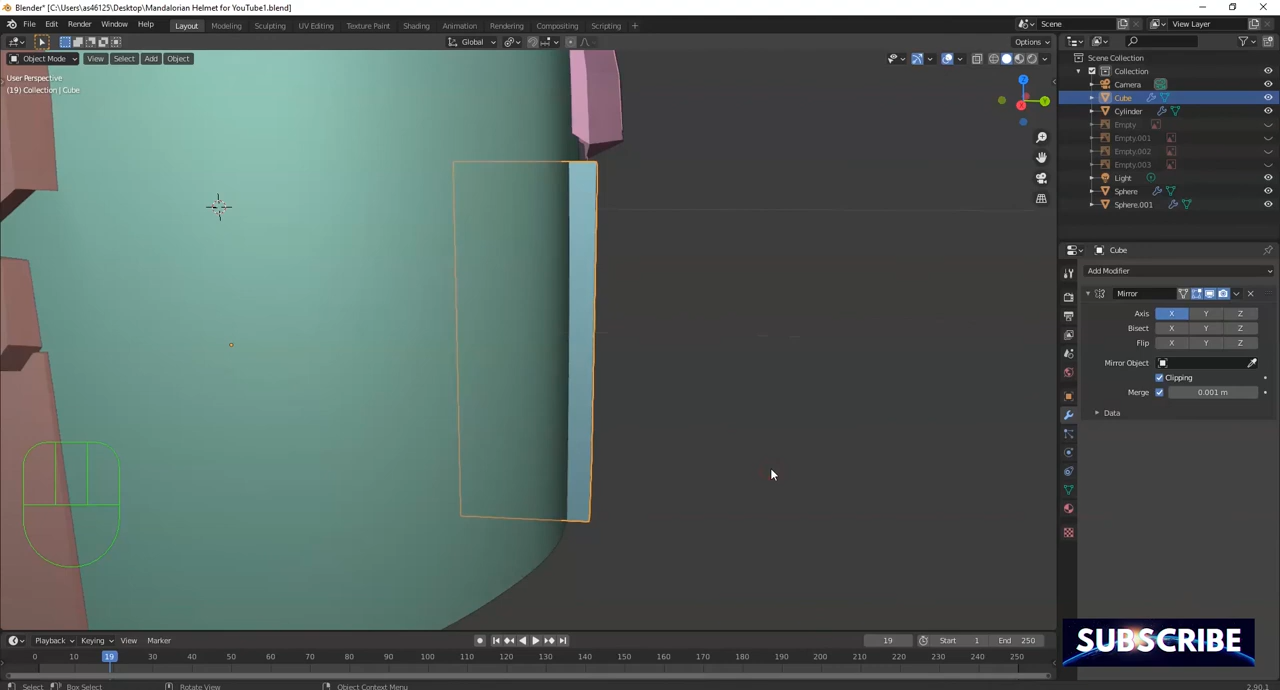 Blender* [C:\Users\as46125\Desktop\Mandalorian Helmet for YouTube1.blend]
File Edit Render Window Help Layout Modeling Sculpting UV Editing Texture Paint Shading Animation Rendering Compositing Scripting + Scene View Layer
Global Options
Object Mode View Select Add Object
User Perspective
(19) Collection | Cube
Z
Y
X
Scene Collection
Collection
Camera
Cube
Cylinder
Empty
Empty.001
Empty.002
Empty.003
Light
Sphere
Sphere.001
Cube
Add Modifier
Mirror
Axis X Y Z
Bisect X Y Z
Flip X Y Z
Mirror Object
Clipping
Merge 0.001 m
Data
Playback Keying View Marker 19 Start 1 End 250
0 10 19 30 40 50 60 70 80 90 100 110 120 130 140 150 160 170 180 190 200 210 220 230 240 250
Select Box Select Rotate View Object Context Menu 2.90.1
SUBSCRIBE